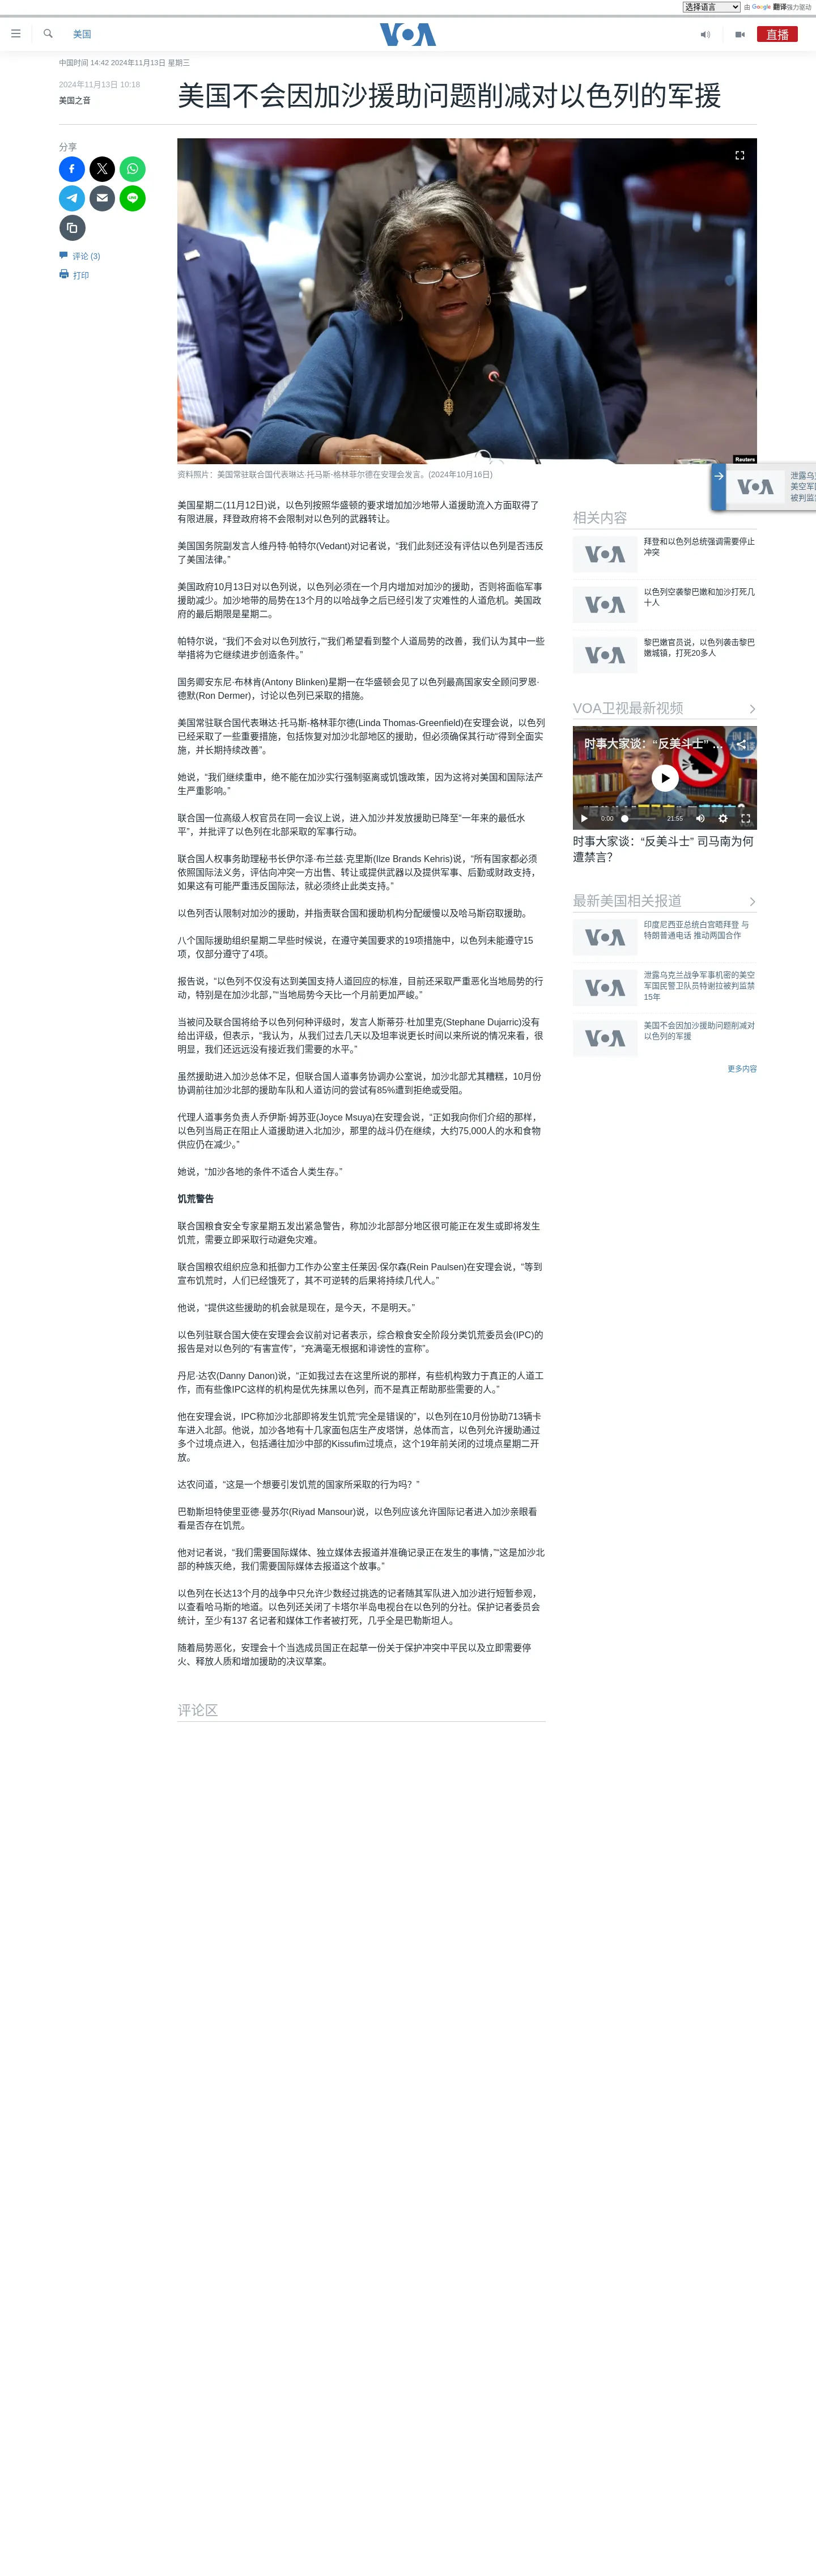 选择语言
由 Google 翻译强力驱动
美国
VOA
直播
中国时间 14:42 2024年11月13日 星期三
2024年11月13日 10:18
美国之音
美国不会因加沙援助问题削减对以色列的军援
分享
评论 (3)
打印
Reuters
资料照片：美国常驻联合国代表琳达·托马斯-格林菲尔德在安理会发言。(2024年10月16日)
美国星期二(11月12日)说，以色列按照华盛顿的要求增加加沙地带人道援助流入方面取得了
有限进展，拜登政府将不会限制对以色列的武器转让。
美国国务院副发言人维丹特·帕特尔(Vedant)对记者说，“我们此刻还没有评估以色列是否违反
了美国法律。”
美国政府10月13日对以色列说，以色列必须在一个月内增加对加沙的援助，否则将面临军事
援助减少。加沙地带的局势在13个月的以哈战争之后已经引发了灾难性的人道危机。美国政
府的最后期限是星期二。
帕特尔说，“我们不会对以色列放行，”“我们希望看到整个人道局势的改善，我们认为其中一些
举措将为它继续进步创造条件。”
国务卿安东尼·布林肯(Antony Blinken)星期一在华盛顿会见了以色列最高国家安全顾问罗恩·
德默(Ron Dermer)，讨论以色列已采取的措施。
美国常驻联合国代表琳达·托马斯-格林菲尔德(Linda Thomas-Greenfield)在安理会说，以色列
已经采取了一些重要措施，包括恢复对加沙北部地区的援助，但必须确保其行动“得到全面实
施，并长期持续改善”。
她说，“我们继续重申，绝不能在加沙实行强制驱离或饥饿政策，因为这将对美国和国际法产
生严重影响。”
联合国一位高级人权官员在同一会议上说，进入加沙并发放援助已降至“一年来的最低水
平”，并批评了以色列在北部采取的军事行动。
联合国人权事务助理秘书长伊尔泽·布兰兹·克里斯(Ilze Brands Kehris)说，“所有国家都必须
依照国际法义务，评估向冲突一方出售、转让或提供武器以及提供军事、后勤或财政支持，
如果这有可能严重违反国际法，就必须终止此类支持。”
以色列否认限制对加沙的援助，并指责联合国和援助机构分配缓慢以及哈马斯窃取援助。
八个国际援助组织星期二早些时候说，在遵守美国要求的19项措施中，以色列未能遵守15
项，仅部分遵守了4项。
报告说，“以色列不仅没有达到美国支持人道回应的标准，目前还采取严重恶化当地局势的行
动，特别是在加沙北部，”“当地局势今天比一个月前更加严峻。”
当被问及联合国将给予以色列何种评级时，发言人斯蒂芬·杜加里克(Stephane Dujarric)没有
给出评级，但表示，“我认为，从我们过去几天以及坦率说更长时间以来所说的情况来看，很
明显，我们还远远没有接近我们需要的水平。”
虽然援助进入加沙总体不足，但联合国人道事务协调办公室说，加沙北部尤其糟糕，10月份
协调前往加沙北部的援助车队和人道访问的尝试有85%遭到拒绝或受阻。
代理人道事务负责人乔伊斯·姆苏亚(Joyce Msuya)在安理会说，“正如我向你们介绍的那样，
以色列当局正在阻止人道援助进入北加沙，那里的战斗仍在继续，大约75,000人的水和食物
供应仍在减少。”
她说，“加沙各地的条件不适合人类生存。”
饥荒警告
联合国粮食安全专家星期五发出紧急警告，称加沙北部部分地区很可能正在发生或即将发生
饥荒，需要立即采取行动避免灾难。
联合国粮农组织应急和抵御力工作办公室主任莱因·保尔森(Rein Paulsen)在安理会说，“等到
宣布饥荒时，人们已经饿死了，其不可逆转的后果将持续几代人。”
他说，“提供这些援助的机会就是现在，是今天，不是明天。”
以色列驻联合国大使在安理会会议前对记者表示，综合粮食安全阶段分类饥荒委员会(IPC)的
报告是对以色列的“有害宣传”，“充满毫无根据和诽谤性的宣称”。
丹尼·达农(Danny Danon)说，“正如我过去在这里所说的那样，有些机构致力于真正的人道工
作，而有些像IPC这样的机构是优先抹黑以色列，而不是真正帮助那些需要的人。”
他在安理会说，IPC称加沙北部即将发生饥荒“完全是错误的”，以色列在10月份协助713辆卡
车进入北部。他说，加沙各地有十几家面包店生产皮塔饼，总体而言，以色列允许援助通过
多个过境点进入，包括通往加沙中部的Kissufim过境点，这个19年前关闭的过境点星期二开
放。
达农问道，“这是一个想要引发饥荒的国家所采取的行为吗？”
巴勒斯坦特使里亚德·曼苏尔(Riyad Mansour)说，以色列应该允许国际记者进入加沙亲眼看
看是否存在饥荒。
他对记者说，“我们需要国际媒体、独立媒体去报道并准确记录正在发生的事情，”“这是加沙北
部的种族灭绝，我们需要国际媒体去报道这个故事。”
以色列在长达13个月的战争中只允许少数经过挑选的记者随其军队进入加沙进行短暂参观，
以查看哈马斯的地道。以色列还关闭了卡塔尔半岛电视台在以色列的分社。保护记者委员会
统计，至少有137 名记者和媒体工作者被打死，几乎全是巴勒斯坦人。
随着局势恶化，安理会十个当选成员国正在起草一份关于保护冲突中平民以及立即需要停
火、释放人质和增加援助的决议草案。
评论区
VOA
泄露乌
美空军
被判监
相关内容
VOA
拜登和以色列总统强调需要停止
冲突
VOA
以色列空袭黎巴嫩和加沙打死几
十人
VOA
黎巴嫩官员说，以色列袭击黎巴
嫩城镇，打死20多人
VOA卫视最新视频
时事大家谈：“反美斗士” ...
0:00
21:55
时事大家谈：“反美斗士” 司马南为何
遭禁言？
最新美国相关报道
VOA
印度尼西亚总统白宫晤拜登 与
特朗普通电话 推动两国合作
VOA
泄露乌克兰战争军事机密的美空
军国民警卫队员特谢拉被判监禁
15年
VOA
美国不会因加沙援助问题削减对
以色列的军援
更多内容